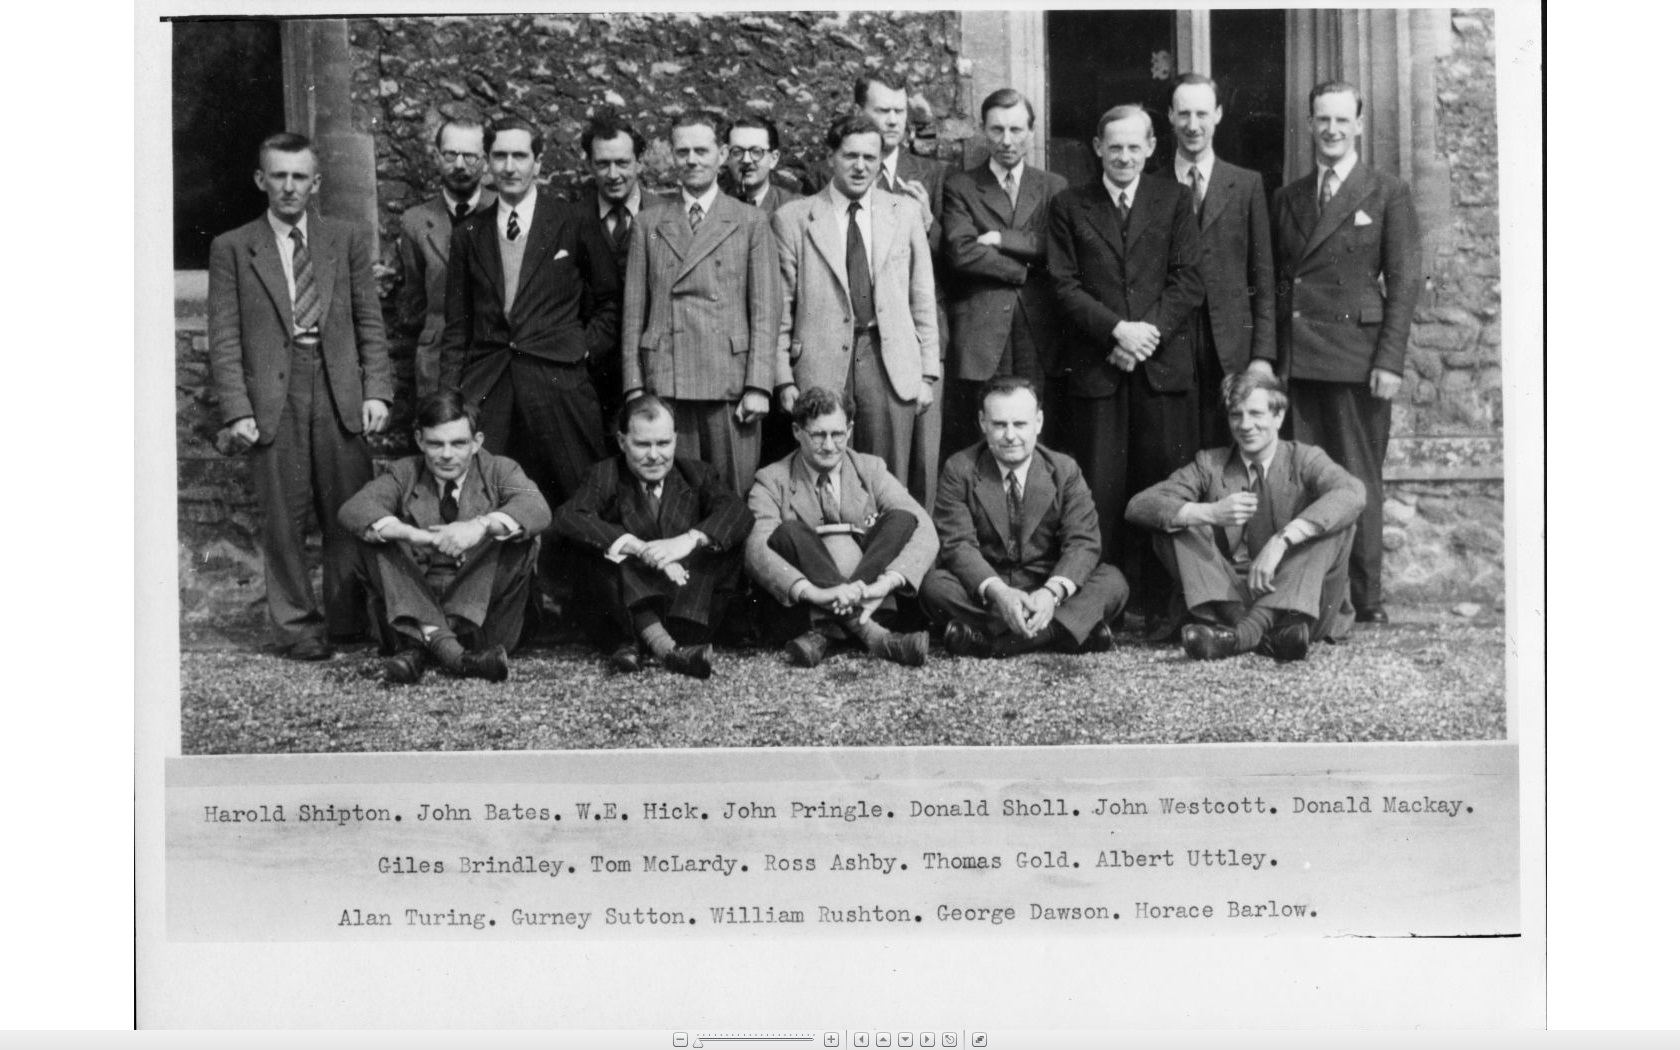 Harold Shipton. John Bates. W.E. Hick. John Pringle. Donald Sholl. John Westcott. Donald Mackay.
Giles Brindley. Tom McLardy. Ross Ashby. Thomas Gold. Albert Uttley.
Alan Turing. Gurney Sutton. William Rushton. George Dawson. Horace Barlow.